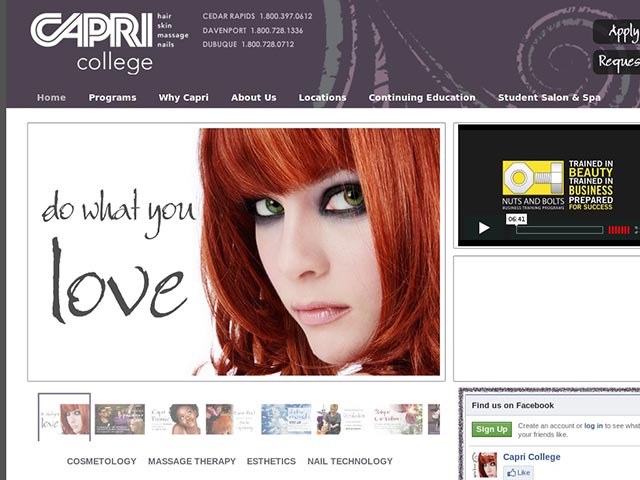 CAPRI
college
hair
skin
massage
nails
CEDAR RAPIDS 1.800.397.0612
DAVENPORT 1.800.728.1336
DUBUQUE 1.800.728.0712
Apply
Reques
Home Programs Why Capri About Us Locations Continuing Education Student Salon & Spa
do what you
love
NUTS AND BOLTS
BUSINESS TRAINING PROGRAMS
TRAINED IN
BEAUTY
TRAINED IN
BUSINESS
PREPARED
FOR SUCCESS
06:41
COSMETOLOGY MASSAGE THERAPY ESTHETICS NAIL TECHNOLOGY
Find us on Facebook
Sign Up
Create an account or log in to see what
your friends like.
Capri College
Like